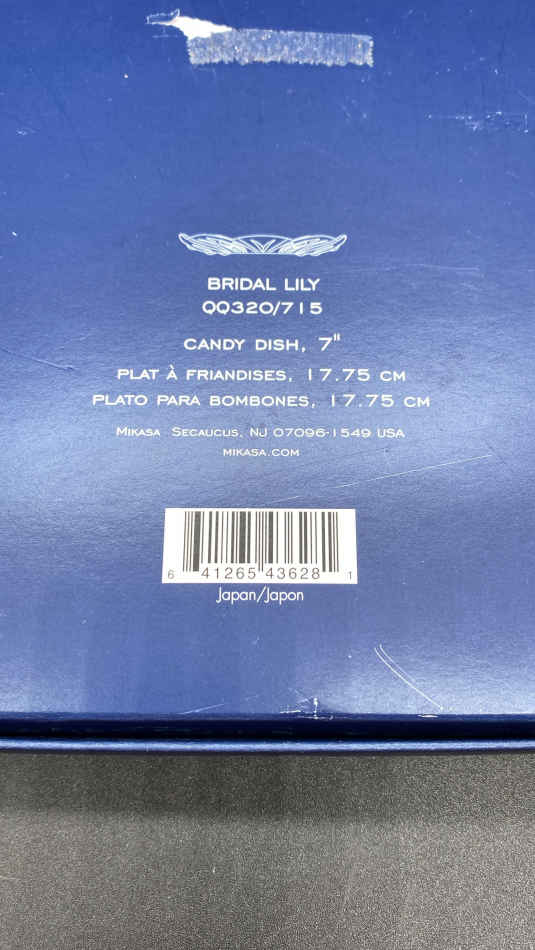 BRIDAL LILY
QQ320/715
CANDY DISH, 7"
PLAT À FRIANDISES, 17.75 CM
PLATO PARA BOMBONES, 17.75 CM
MIKASA SECAUCUS, NJ 07096-1549 USA
MIKASA.COM
6 41265 43628 1
Japan/Japon